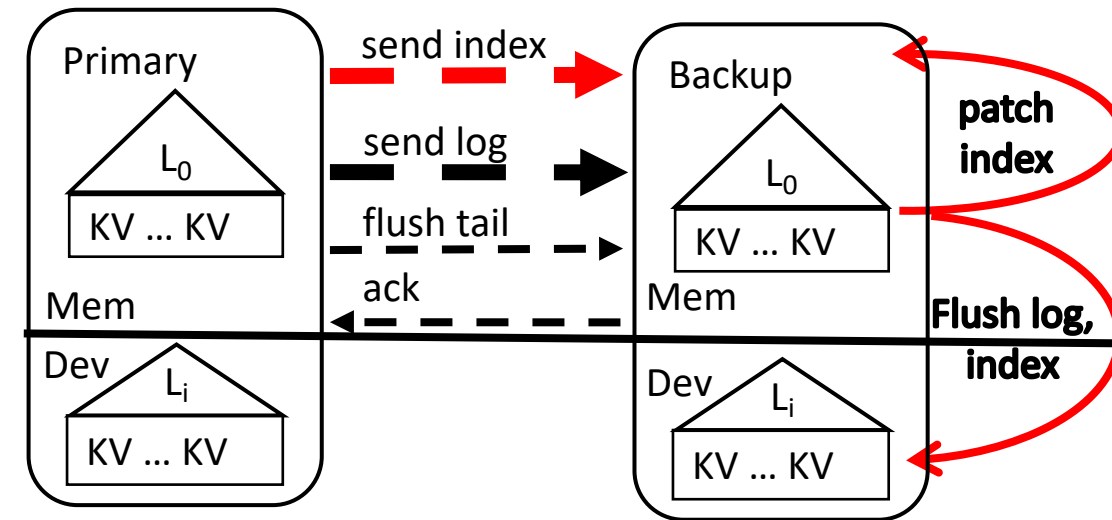 Primary
L₀
KV ... KV
Mem
Dev
Lᵢ
KV ... KV
send index
send log
flush tail
ack
Backup
L₀
KV ... KV
Mem
Dev
Lᵢ
KV ... KV
patch
index
Flush log,
index